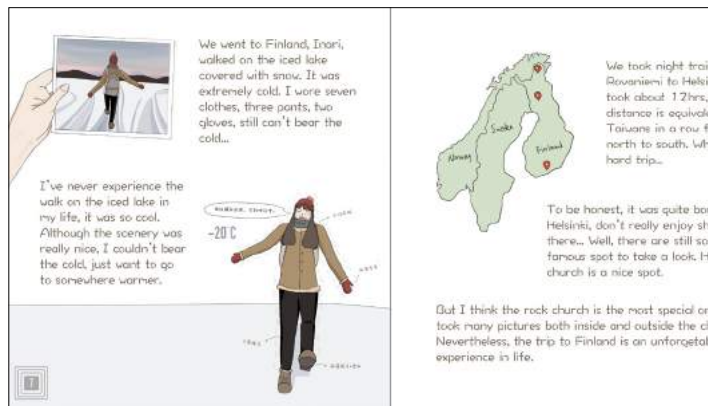 We went to Finland, Inari,
walked on the iced lake
covered with snow. It was
extremely cold. I wore seven
clothes, three pants, two
gloves, still can't bear the
cold...
I've never experience the
walk on the iced lake in
my life, it was so cool.
Although the scenery was
really nice, I couldn't bear
the cold, just want to go
to somewhere warmer.
-20°C
7
Norway
Sweden
Finland
We took night trai
Rovaniemi to Helsi
took about 12hrs,
distance is equivale
Taiwans in a row f
north to south. Wh
hard trip...
To be honest, it was quite bo
Helsinki, don't really enjoy sh
there... Well, there are still so
famous spot to take a look. H
church is a nice spot.
But I think the rock church is the most special or
took many pictures both inside and outside the c
Nevertheless, the trip to Finland is an unforgetab
experience in life.